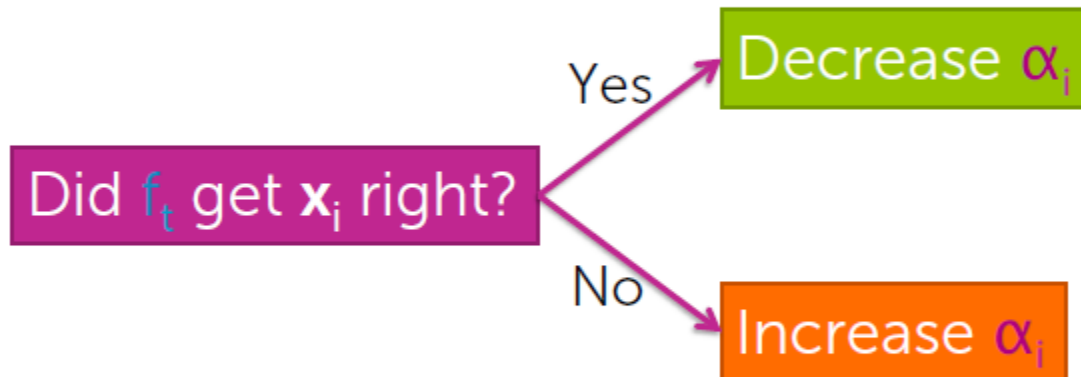 Decrease αᵢ
Yes
Did fₜ get xᵢ right?
No
Increase αᵢ